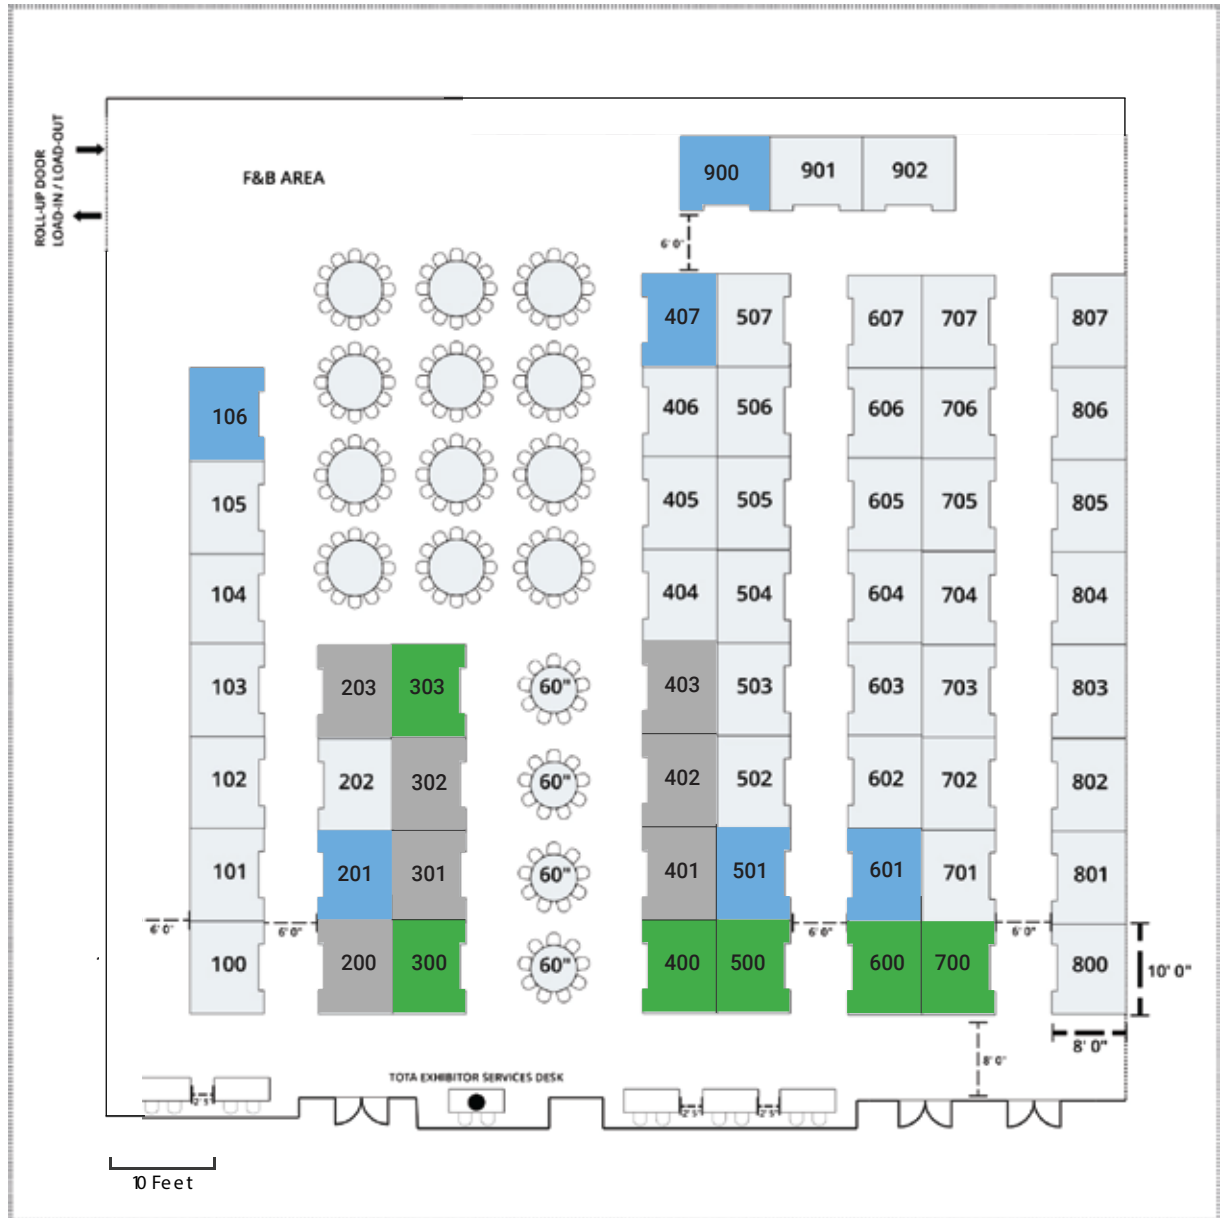 ROLL-UP DOOR
LOAD-IN / LOAD-OUT
F&B AREA
900 901 902
6' 0"
407 507 607 707 807
106 406 506 606 706 806
105 405 505 605 705 805
104 404 504 604 704 804
103 203 303 60" 403 503 603 703 803
102 202 302 60" 402 502 602 702 802
101 201 301 60" 401 501 601 701 801
6' 0" 6' 0" 6' 0" 6' 0"
100 200 300 60" 400 500 600 700 800 10' 0"
8' 0"
8' 0"
TOTA EXHIBITOR SERVICES DESK
2' 5" 2' 5" 2' 5"
10 Feet